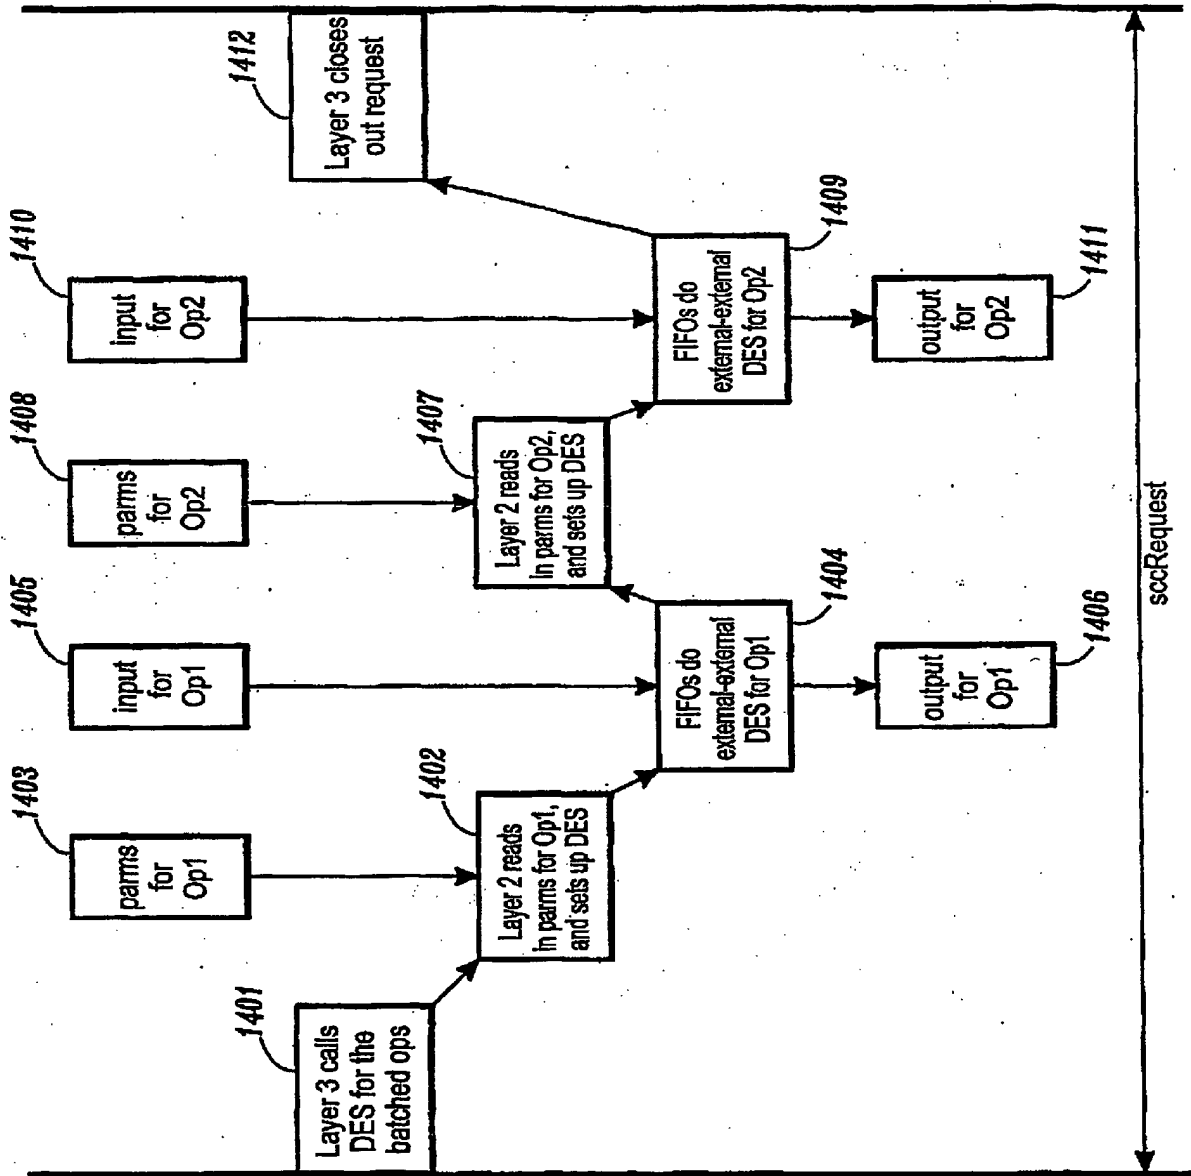 1401
Layer 3 calls
DES for the
batched ops
1403
parms
for
Op1
1402
Layer 2 reads
in parms for Op1,
and sets up DES
1405
input
for
Op1
1404
FIFOs do
external-external
DES for Op1
1406
output
for
Op1
1408
parms
for
Op2
1407
Layer 2 reads
in parms for Op2,
and sets up DES
1410
input
for
Op2
1409
FIFOs do
external-external
DES for Op2
1411
output
for
Op2
1412
Layer 3 closes
out request
sccRequest